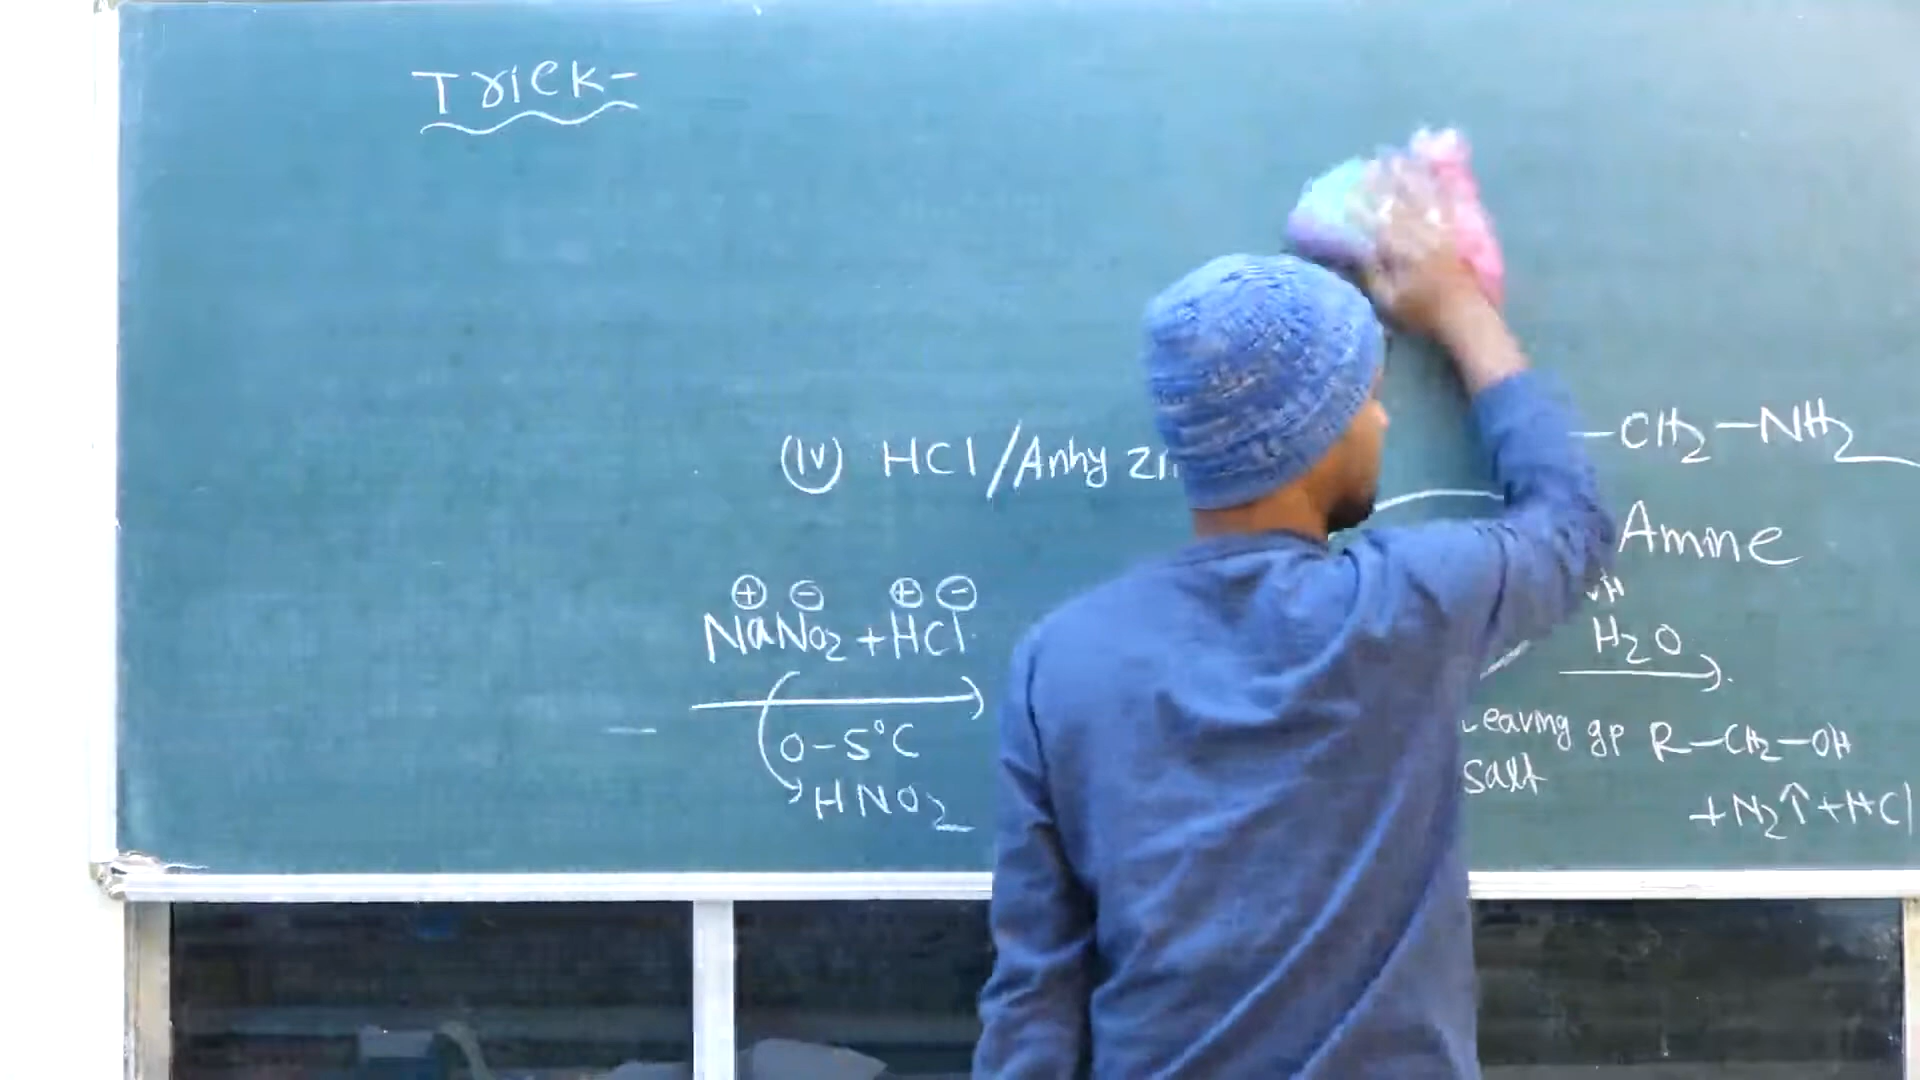 Trick-
(iv) HCl/Anhy
-CH2-NH2
Amine
⊕ ⊖ ⊕ ⊖
NaNO2+HCl
H2O
0-5°C
HNO2
Leaving gp R-CH2-OH
salt
+N2↑+HCl